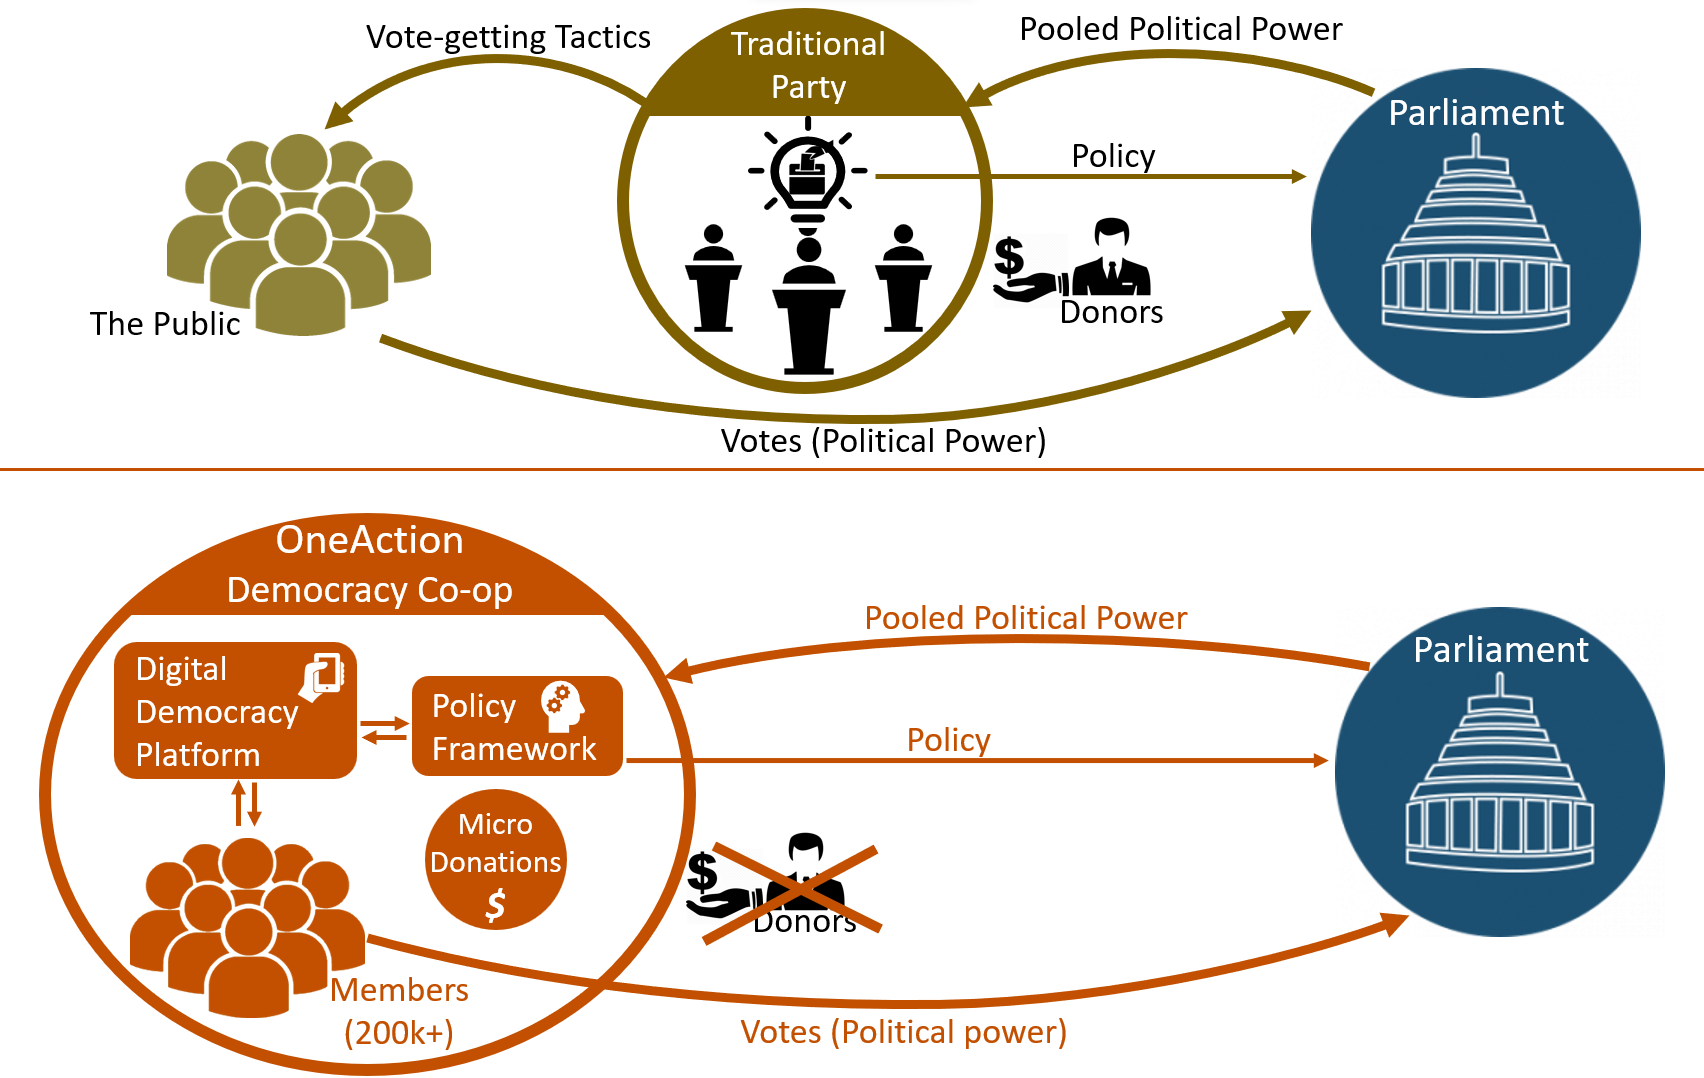 Vote-getting Tactics
Traditional
Party
Pooled Political Power
Parliament
Policy
$
Donors
The Public
Votes (Political Power)
OneAction
Democracy Co-op
Digital
Democracy
Platform
Policy
Framework
Micro
Donations
$
Members
(200k+)
Pooled Political Power
Policy
$
Donors
Parliament
Votes (Political power)